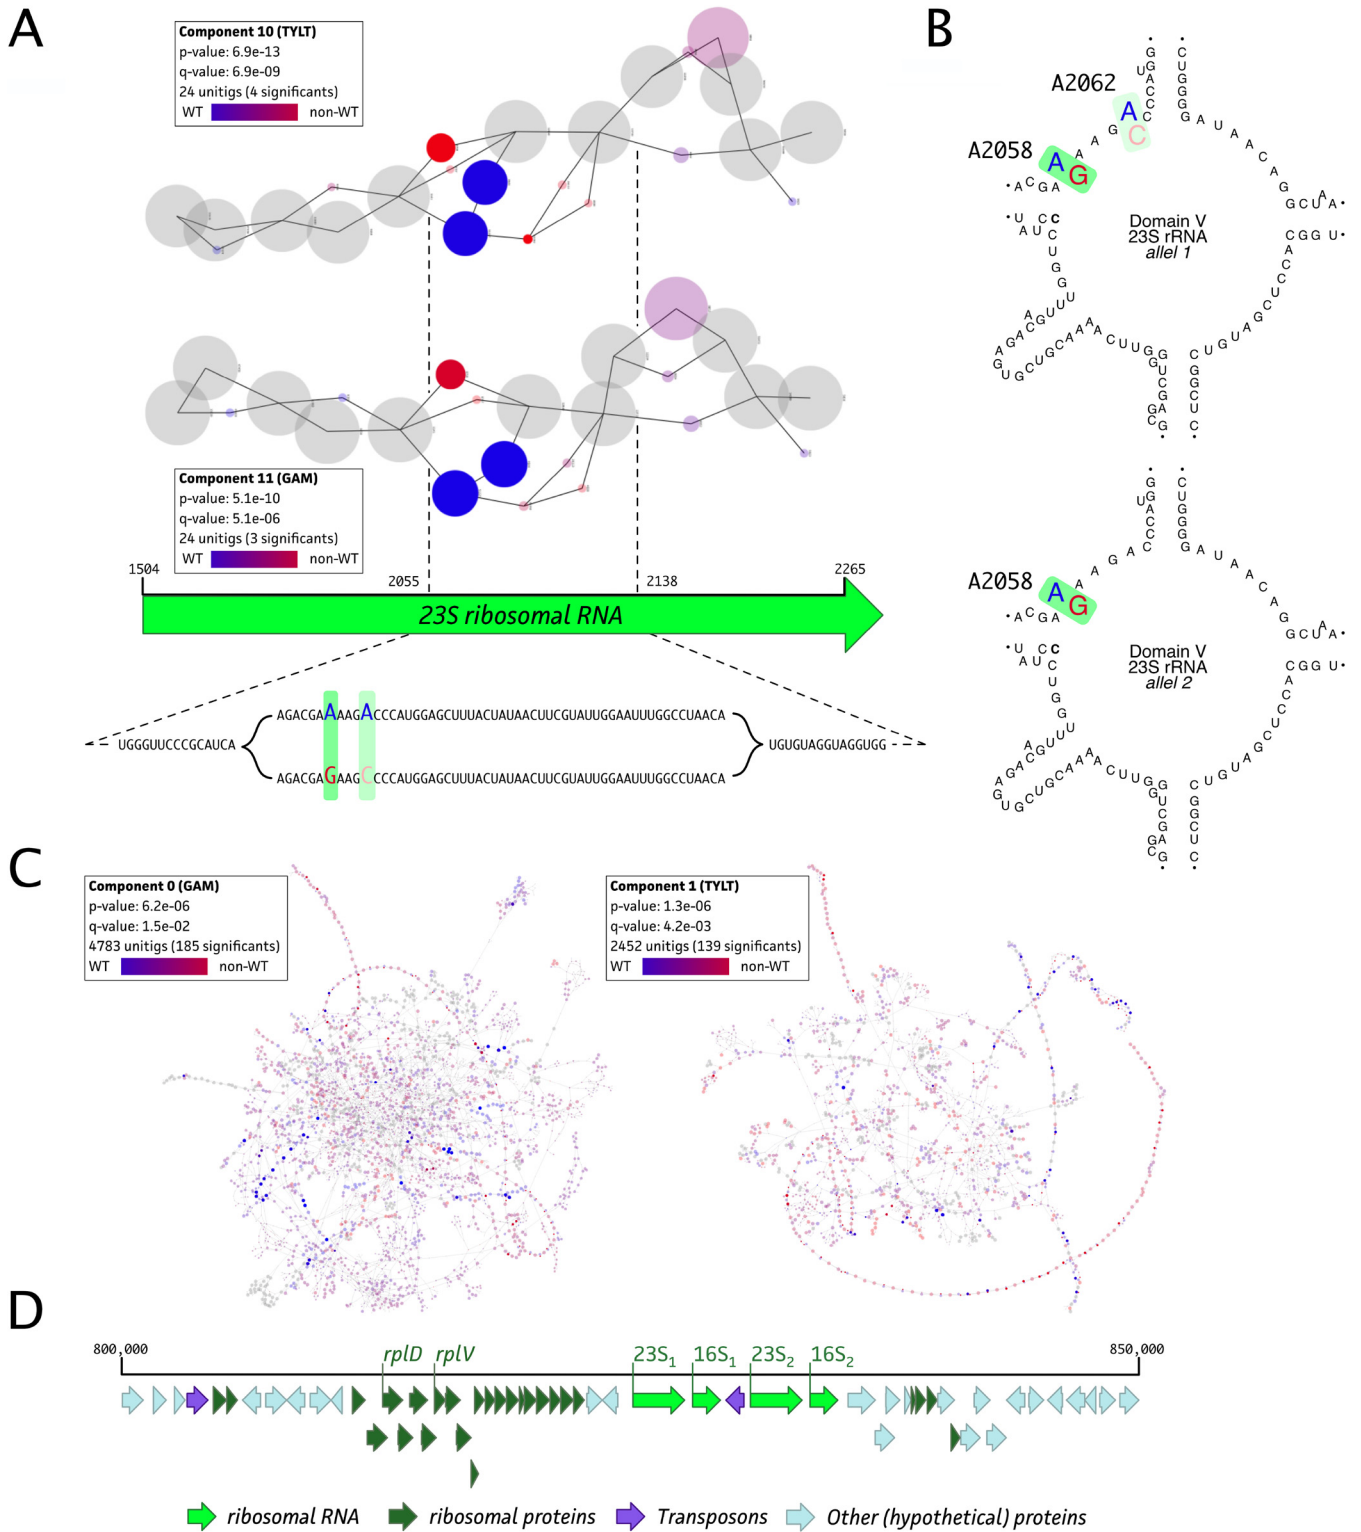 A
Component 10 (TYLT)
p-value: 6.9e-13
q-value: 6.9e-09
24 unitigs (4 significants)
WT non-WT
Component 11 (GAM)
p-value: 5.1e-10
q-value: 5.1e-06
24 unitigs (3 significants)
WT non-WT
1504 2055 2138 2265
23S ribosomal RNA
AGACGAAAAGACCCAUGGAGCUUUACUAUAACUUCGUAUUGGAAUUUGGCCUAACA
UGGGUUCCCGCAUCA UGUGUAGGUAGGUGG
AGACGAGAAGCCCCAUGGAGCUUUACUAUAACUUCGUAUUGGAAUUUGGCCUAACA
B
A2062
A C
A2058
A G
Domain V
23S rRNA
allel 1
A2058
A G
Domain V
23S rRNA
allel 2
C
Component 0 (GAM)
p-value: 6.2e-06
q-value: 1.5e-02
4783 unitigs (185 significants)
WT non-WT
Component 1 (TYLT)
p-value: 1.3e-06
q-value: 4.2e-03
2452 unitigs (139 significants)
WT non-WT
D
800,000 850,000
rplD rplV 23S1 16S1 23S2 16S2
ribosomal RNA ribosomal proteins Transposons Other (hypothetical) proteins